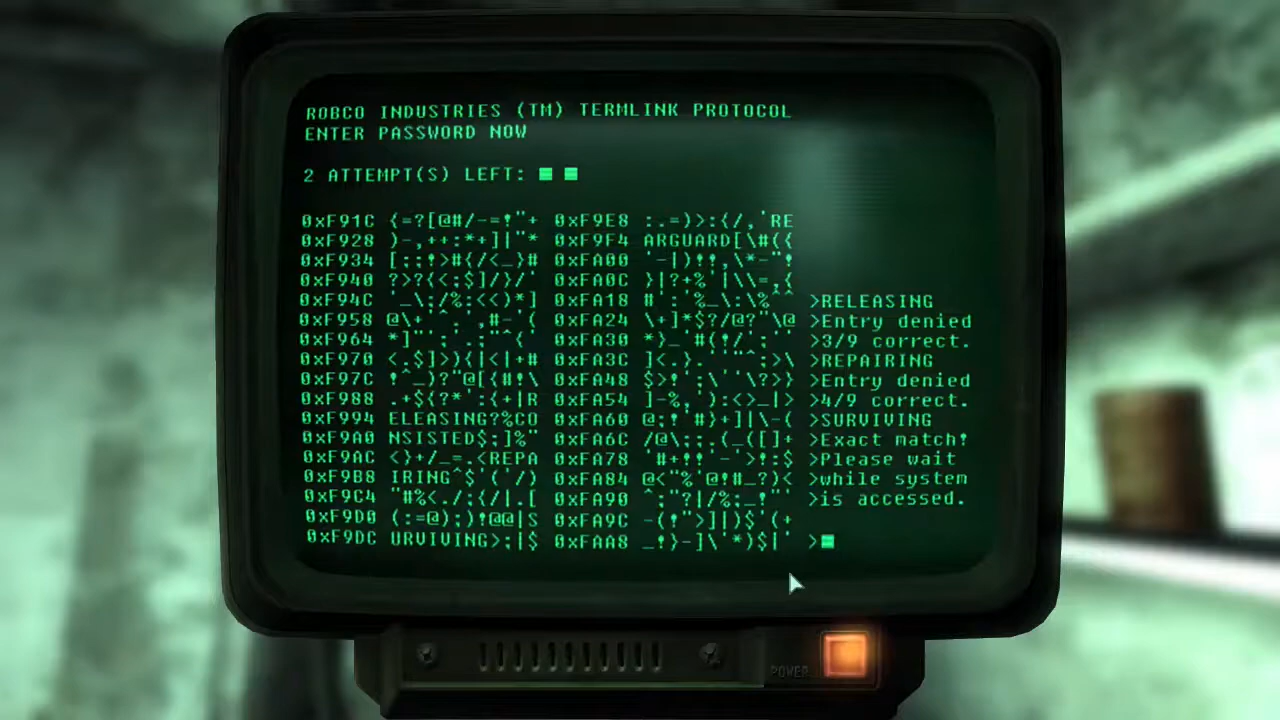 ROBCO INDUSTRIES (TM) TERMLINK PROTOCOL
ENTER PASSWORD NOW
2 ATTEMPT(S) LEFT:
0xF91C {=?[@#/-=!"+ 0xF9E8 :.=)>:{/,'RE
0xF928 )-,++:*+]|"* 0xF9F4 ARGUARD[\#({
0xF934 [:;!>#{/<_}# 0xFA00 '-|)!!,\*-"!
0xF940 ?>?{<;$]/}/' 0xFA0C }|?+%'|\\=,{
0xF94C '_\;/%:<<)*] 0xFA18 #':'%_\:\%^^ >RELEASING
0xF958 0xFA24 \+]*$?/@?"\@ >Entry denied
0xF964 0xFA30 >3/9 correct.
0xF970 <.$]>){|<|+# 0xFA3C >REPAIRING
0xF97C 0xFA48 >Entry denied
0xF988 .+${?*':{+|R 0xFA54 ]-%,'):<>_|> >4/9 correct.
0xF994 ELEASING?%CO 0xFA60 @;!'#}+]|\-( >SURVIVING
0xF9A0 NSISTED$;]%" 0xFA6C /@\;:.(_([]+ >Exact match!
0xF9AC <}+/_=.<REPA 0xFA78 '#+!!'-'>!:$ >Please wait
0xF9B8 IRING^$'('/) 0xFA84 @<"%'@!#_?)< >while system
0xF9C4 "#%<./:{/|.[ 0xFA90 ^;"?|/%;_!"' >is accessed.
0xF9D0 (:=@);)!@@|S 0xFA9C -(!">]|)$'(+
0xF9DC URVIVING>;|$ 0xFAA8 _!}-]\'*)$|' >
POWER